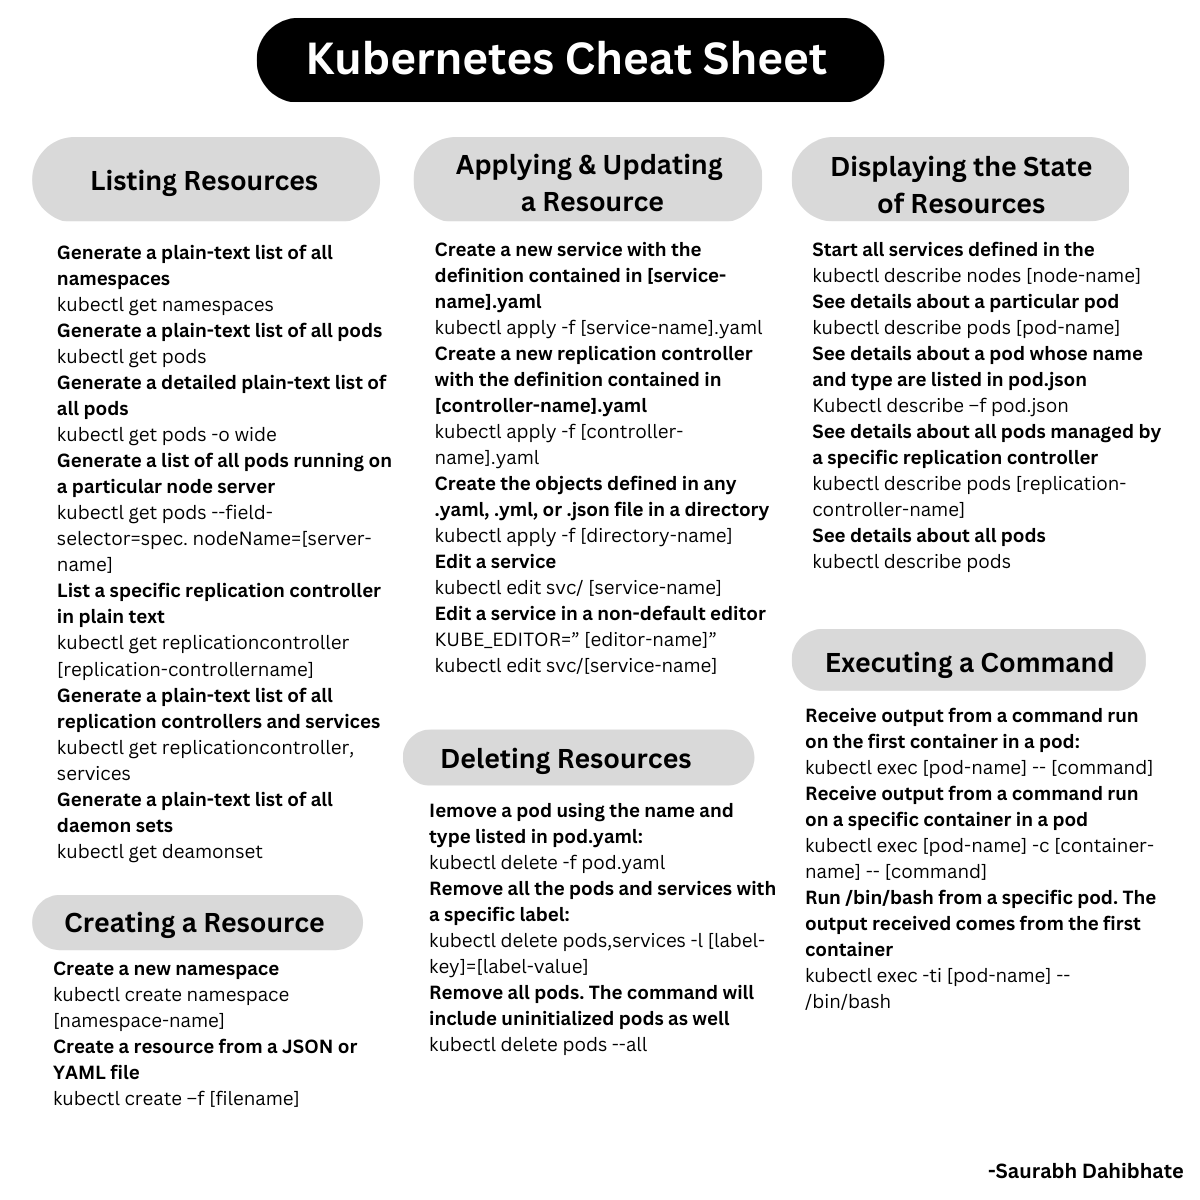 Kubernetes Cheat Sheet
Listing Resources
Generate a plain-text list of all
namespaces
kubectl get namespaces
Generate a plain-text list of all pods
kubectl get pods
Generate a detailed plain-text list of
all pods
kubectl get pods -o wide
Generate a list of all pods running on
a particular node server
kubectl get pods --field-
selector=spec. nodeName=[server-
name]
List a specific replication controller
in plain text
kubectl get replicationcontroller
[replication-controllername]
Generate a plain-text list of all
replication controllers and services
kubectl get replicationcontroller,
services
Generate a plain-text list of all
daemon sets
kubectl get deamonset
Creating a Resource
Create a new namespace
kubectl create namespace
[namespace-name]
Create a resource from a JSON or
YAML file
kubectl create –f [filename]
Applying & Updating
a Resource
Create a new service with the
definition contained in [service-
name].yaml
kubectl apply -f [service-name].yaml
Create a new replication controller
with the definition contained in
[controller-name].yaml
kubectl apply -f [controller-
name].yaml
Create the objects defined in any
.yaml, .yml, or .json file in a directory
kubectl apply -f [directory-name]
Edit a service
kubectl edit svc/ [service-name]
Edit a service in a non-default editor
KUBE_EDITOR=” [editor-name]”
kubectl edit svc/[service-name]
Deleting Resources
Iemove a pod using the name and
type listed in pod.yaml:
kubectl delete -f pod.yaml
Remove all the pods and services with
a specific label:
kubectl delete pods,services -l [label-
key]=[label-value]
Remove all pods. The command will
include uninitialized pods as well
kubectl delete pods --all
Displaying the State
of Resources
Start all services defined in the
kubectl describe nodes [node-name]
See details about a particular pod
kubectl describe pods [pod-name]
See details about a pod whose name
and type are listed in pod.json
Kubectl describe –f pod.json
See details about all pods managed by
a specific replication controller
kubectl describe pods [replication-
controller-name]
See details about all pods
kubectl describe pods
Executing a Command
Receive output from a command run
on the first container in a pod:
kubectl exec [pod-name] -- [command]
Receive output from a command run
on a specific container in a pod
kubectl exec [pod-name] -c [container-
name] -- [command]
Run /bin/bash from a specific pod. The
output received comes from the first
container
kubectl exec -ti [pod-name] --
/bin/bash
-Saurabh Dahibhate